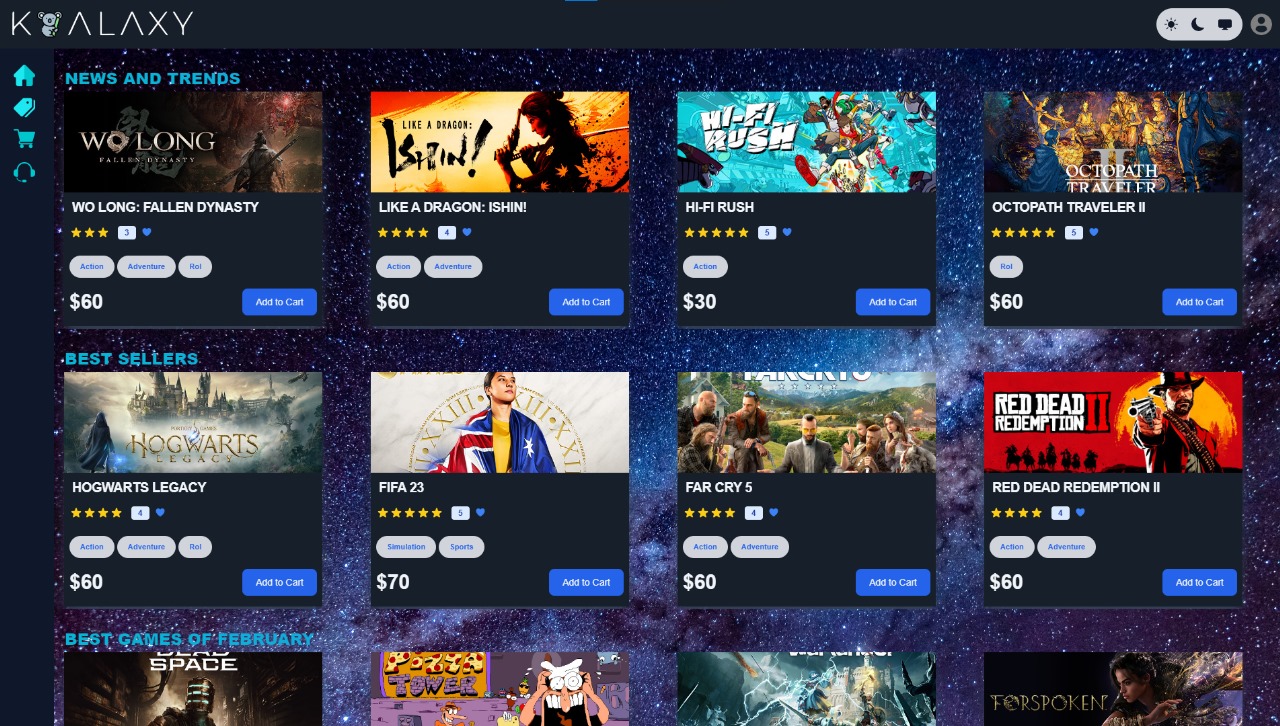 KOALAXY
NEWS AND TRENDS
WO LONG
FALLEN DYNASTY
LIKE A DRAGON:
ISHIN!
HI-FI
RUSH
II
OCTOPATH
TRAVELER
WO LONG: FALLEN DYNASTY
LIKE A DRAGON: ISHIN!
HI-FI RUSH
OCTOPATH TRAVELER II
3
4
5
5
Action Adventure Rol
Action Adventure
Action
Rol
$60 Add to Cart
$60 Add to Cart
$30 Add to Cart
$60 Add to Cart
BEST SELLERS
PORTKEY GAMES
HOGWARTS
LEGACY
XXIII
FARCRY5
RED DEAD
REDEMPTION II
HOGWARTS LEGACY
FIFA 23
FAR CRY 5
RED DEAD REDEMPTION II
4
5
4
4
Action Adventure Rol
Simulation Sports
Action Adventure
Action Adventure
$60 Add to Cart
$70 Add to Cart
$60 Add to Cart
$60 Add to Cart
BEST GAMES OF FEBRUARY
DEAD
SPACE
PIZZA
TOWER
FORSPOKEN